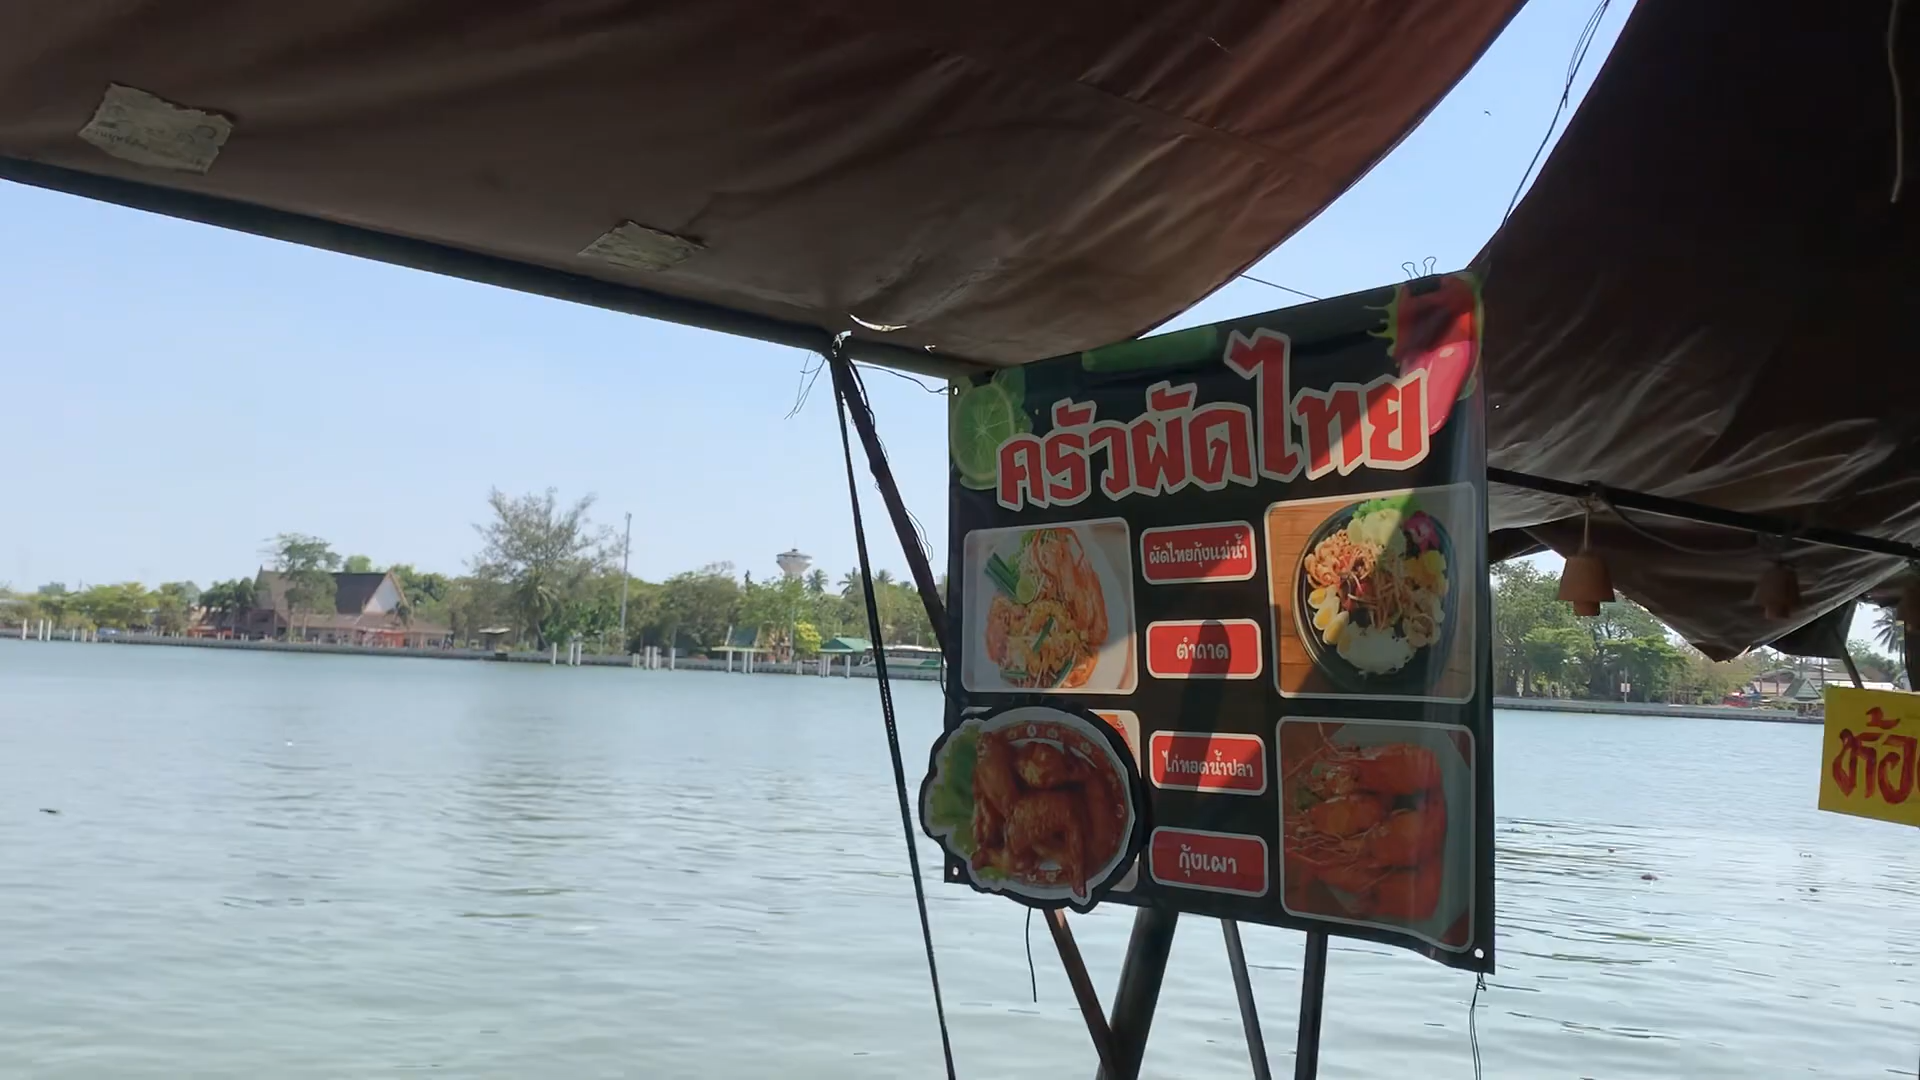 ครัวผัดไทย
ผัดไทยกุ้งแม่น้ำ
ตำถาด
ไก่ทอดน้ำปลา
กุ้งเผา